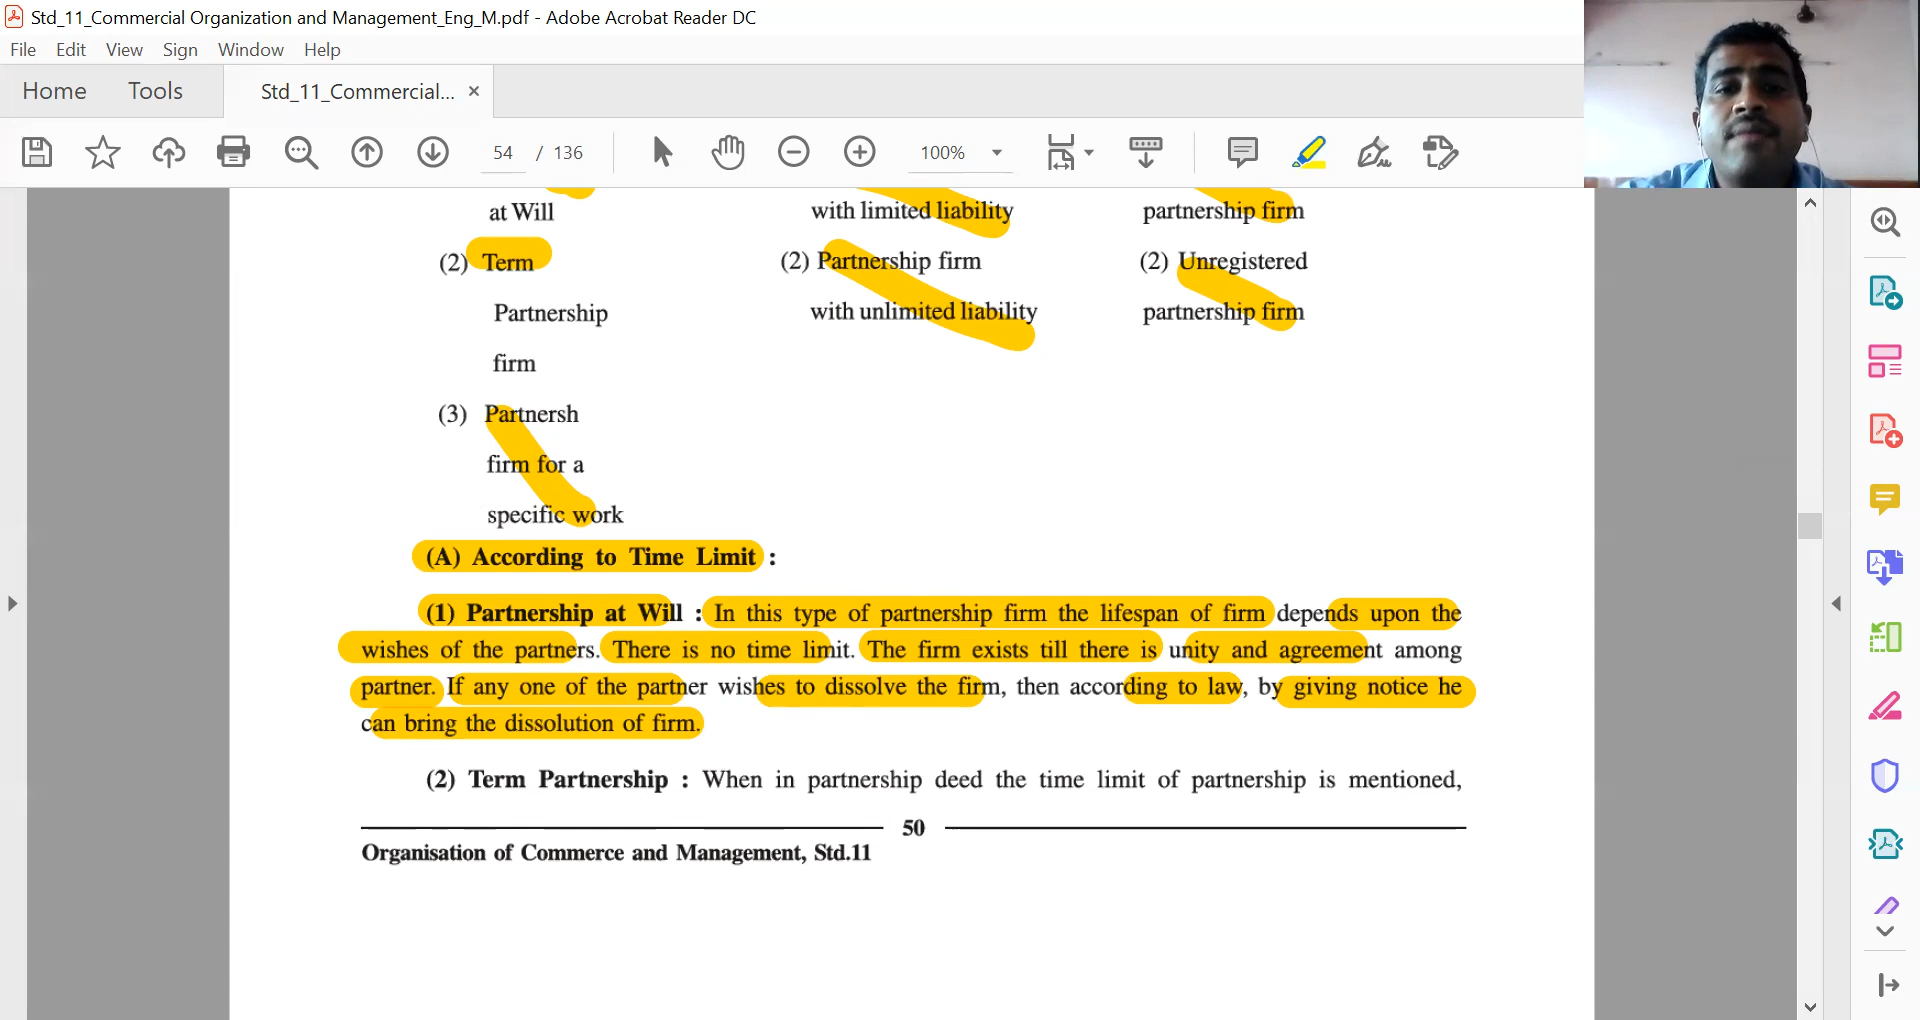 Std_11_Commercial Organization and Management_Eng_M.pdf - Adobe Acrobat Reader DC
File Edit View Sign Window Help
Home Tools Std_11_Commercial... ×
54 / 136 100%
at Will with limited liability partnership firm
(2) Term (2) Partnership firm (2) Unregistered
Partnership with unlimited liability partnership firm
firm
(3) Partnersh
firm for a
specific work
(A) According to Time Limit :
(1) Partnership at Will : In this type of partnership firm the lifespan of firm depends upon the
wishes of the partners. There is no time limit. The firm exists till there is unity and agreement among
partner. If any one of the partner wishes to dissolve the firm, then according to law, by giving notice he
can bring the dissolution of firm.
(2) Term Partnership : When in partnership deed the time limit of partnership is mentioned,
50
Organisation of Commerce and Management, Std.11